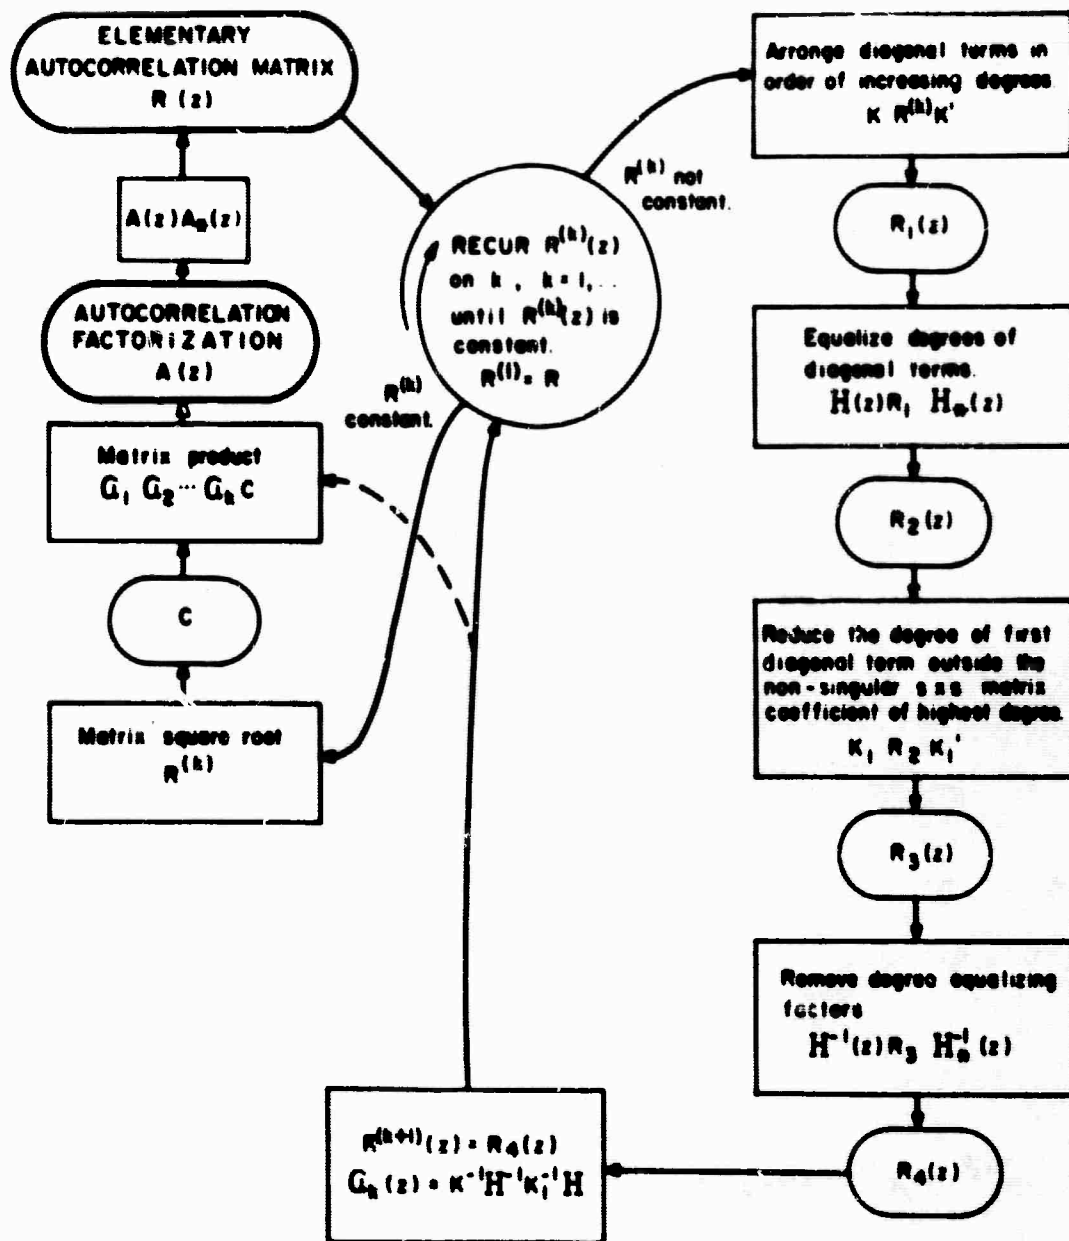 ELEMENTARY
AUTOCORRELATION MATRIX
R (z)
A(z)A*(z)
AUTOCORRELATION
FACTORIZATION
A(z)
Matrix product
G₁ G₂ ··· Gₖ C
C
Matrix square root
R⁽ᵏ⁾
RECUR R⁽ᵏ⁾(z)
on k , k = 1, ..
until R⁽ᵏ⁾(z) is
constant.
R⁽¹⁾ = R
R⁽ᵏ⁾ not
constant.
R⁽ᵏ⁾
constant.
Arrange diagonal terms in
order of increasing degrees
K R⁽ᵏ⁾K'
R₁(z)
Equalize degrees of
diagonal terms.
H(z)R₁ H*(z)
R₂(z)
Reduce the degree of first
diagonal term outside the
non-singular s x s matrix
coefficient of highest degree.
K₁ R₂ K₁'
R₃(z)
Remove degree equalizing
factors
H⁻¹(z)R₃ H*⁻¹(z)
R₄(z)
R⁽ᵏ⁺¹⁾(z) = R₄(z)
Gₖ(z) = K⁻¹H⁻¹K₁⁻¹H